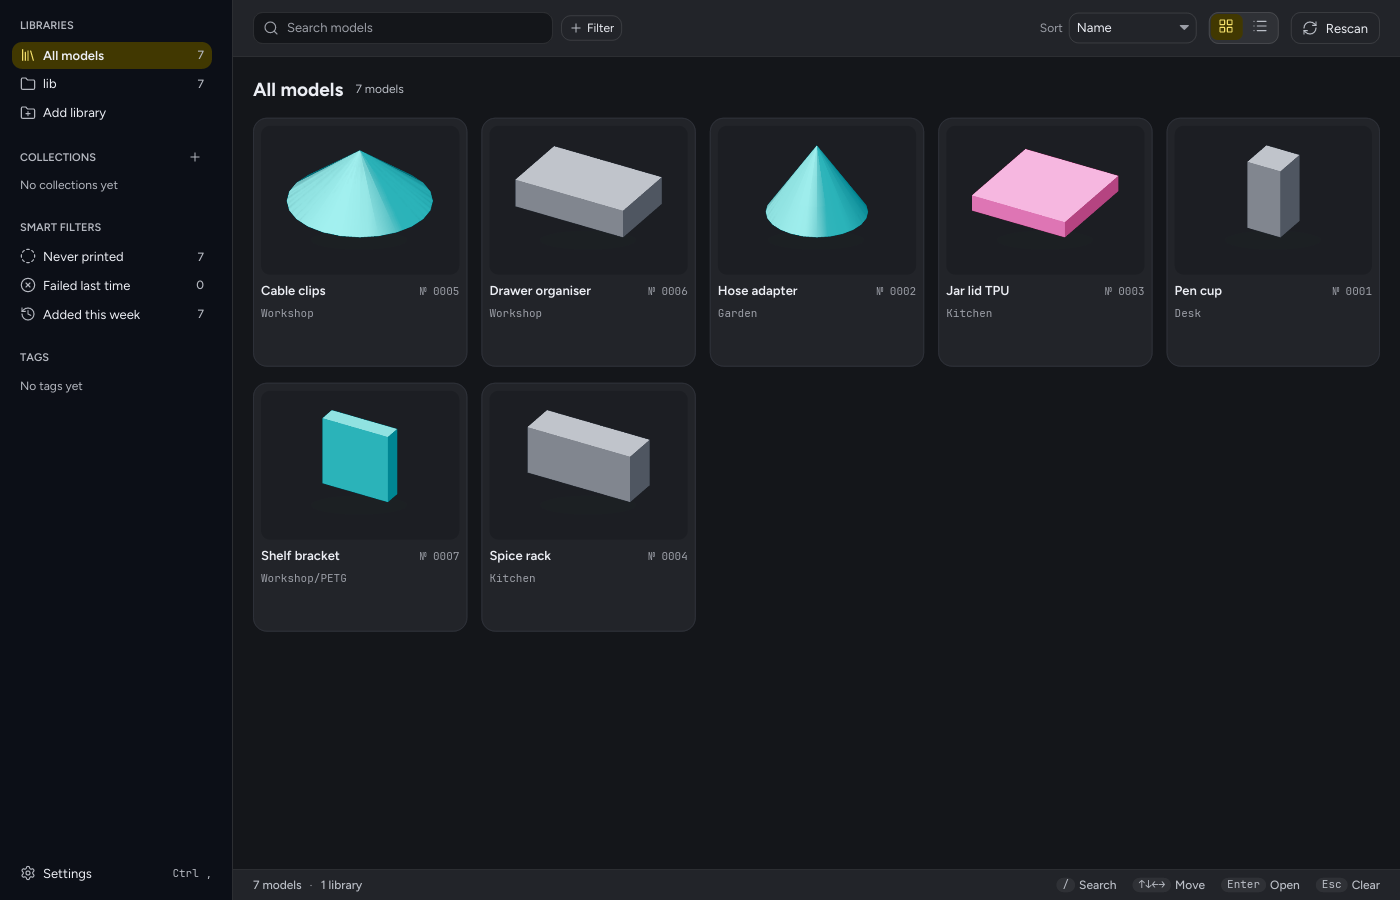 LIBRARIES
All models 7
lib 7
Add library
COLLECTIONS
No collections yet
SMART FILTERS
Never printed 7
Failed last time 0
Added this week 7
TAGS
No tags yet
Settings Ctrl ,
Search models
Filter
Sort Name
Rescan
All models 7 models
Cable clips № 0005
Workshop
Drawer organiser № 0006
Workshop
Hose adapter № 0002
Garden
Jar lid TPU № 0003
Kitchen
Pen cup № 0001
Desk
Shelf bracket № 0007
Workshop/PETG
Spice rack № 0004
Kitchen
7 models · 1 library
/ Search ↑↓←→ Move Enter Open Esc Clear